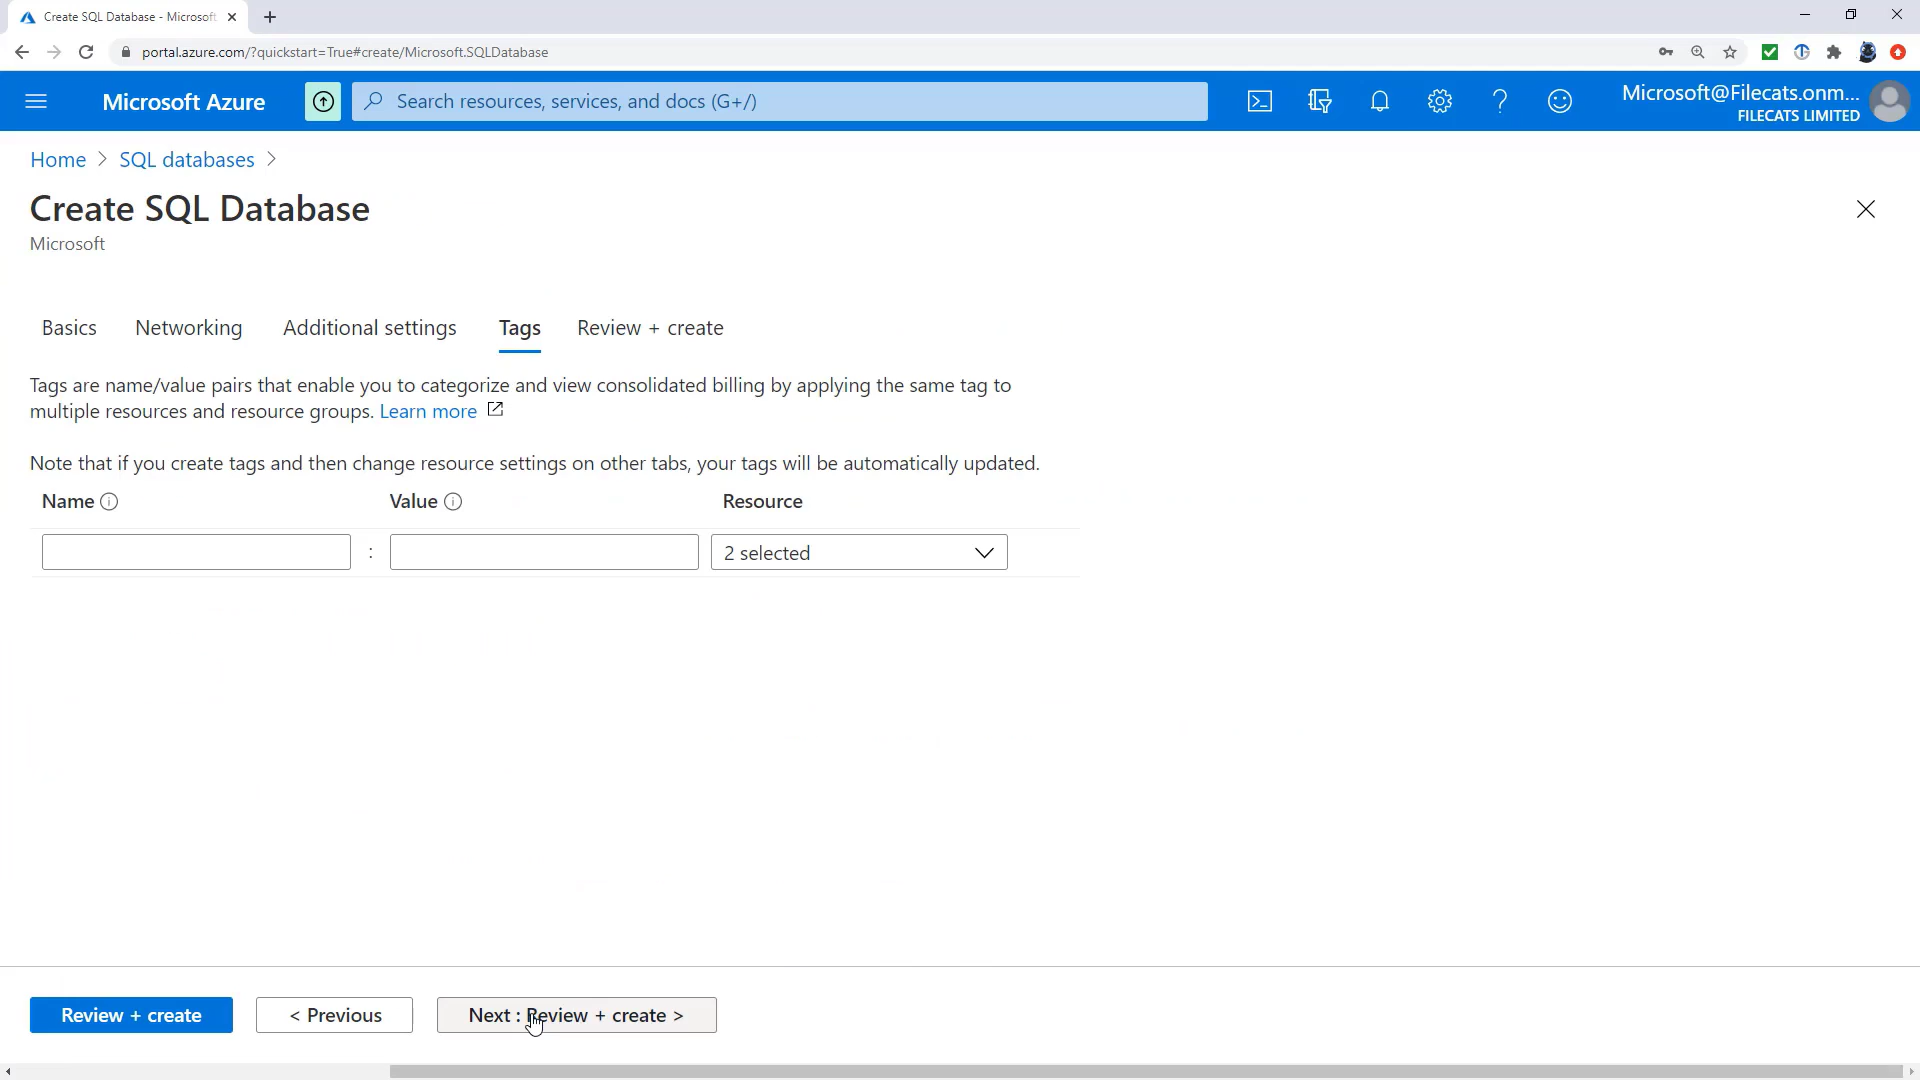 Create SQL Database - Microsoft
portal.azure.com/?quickstart=True#create/Microsoft.SQLDatabase
Microsoft Azure
Search resources, services, and docs (G+/)
Microsoft@Filecats.onm...
FILECATS LIMITED
Home > SQL databases >
Create SQL Database
Microsoft
Basics Networking Additional settings Tags Review + create
Tags are name/value pairs that enable you to categorize and view consolidated billing by applying the same tag to
multiple resources and resource groups. Learn more
Note that if you create tags and then change resource settings on other tabs, your tags will be automatically updated.
Name Value Resource
: 2 selected
Review + create < Previous Next : Review + create >